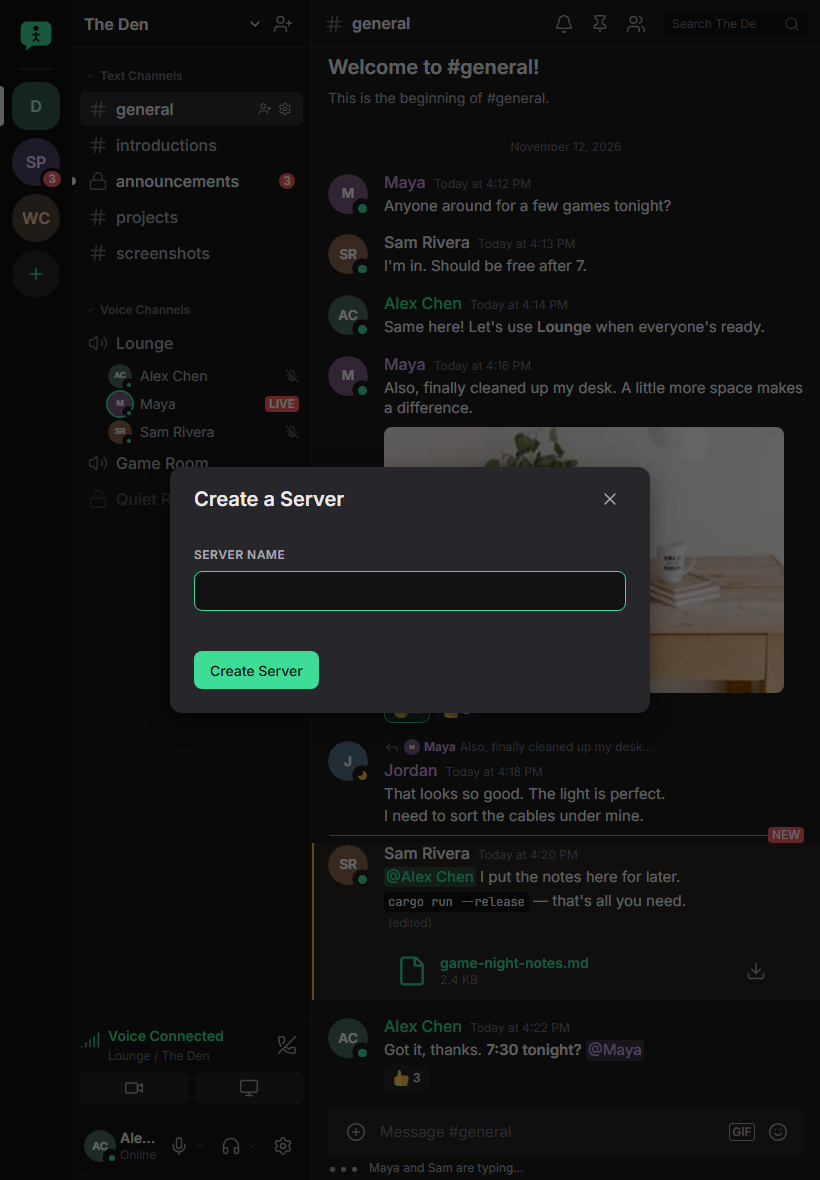 The Den
general
Search The De
Text Channels
general
introductions
announcements
3
projects
screenshots
Voice Channels
Lounge
AC
Alex Chen
M
Maya
LIVE
SR
Sam Rivera
Game Room
D
SP
3
WC
Welcome to #general!
This is the beginning of #general.
November 12, 2026
M
Maya Today at 4:12 PM
Anyone around for a few games tonight?
SR
Sam Rivera Today at 4:13 PM
I'm in. Should be free after 7.
AC
Alex Chen Today at 4:14 PM
Same here! Let's use Lounge when everyone's ready.
M
Maya Today at 4:16 PM
Also, finally cleaned up my desk. A little more space makes
a difference.
Create a Server
SERVER NAME
Create Server
M
Maya Also, finally cleaned up my desk...
J
Jordan Today at 4:18 PM
That looks so good. The light is perfect.
I need to sort the cables under mine.
NEW
SR
Sam Rivera Today at 4:20 PM
@Alex Chen I put the notes here for later.
cargo run --release — that's all you need.
(edited)
game-night-notes.md
2.4 KB
AC
Alex Chen Today at 4:22 PM
Got it, thanks. 7:30 tonight? @Maya
3
Voice Connected
Lounge / The Den
AC
Ale...
Online
Message #general
GIF
Maya and Sam are typing...